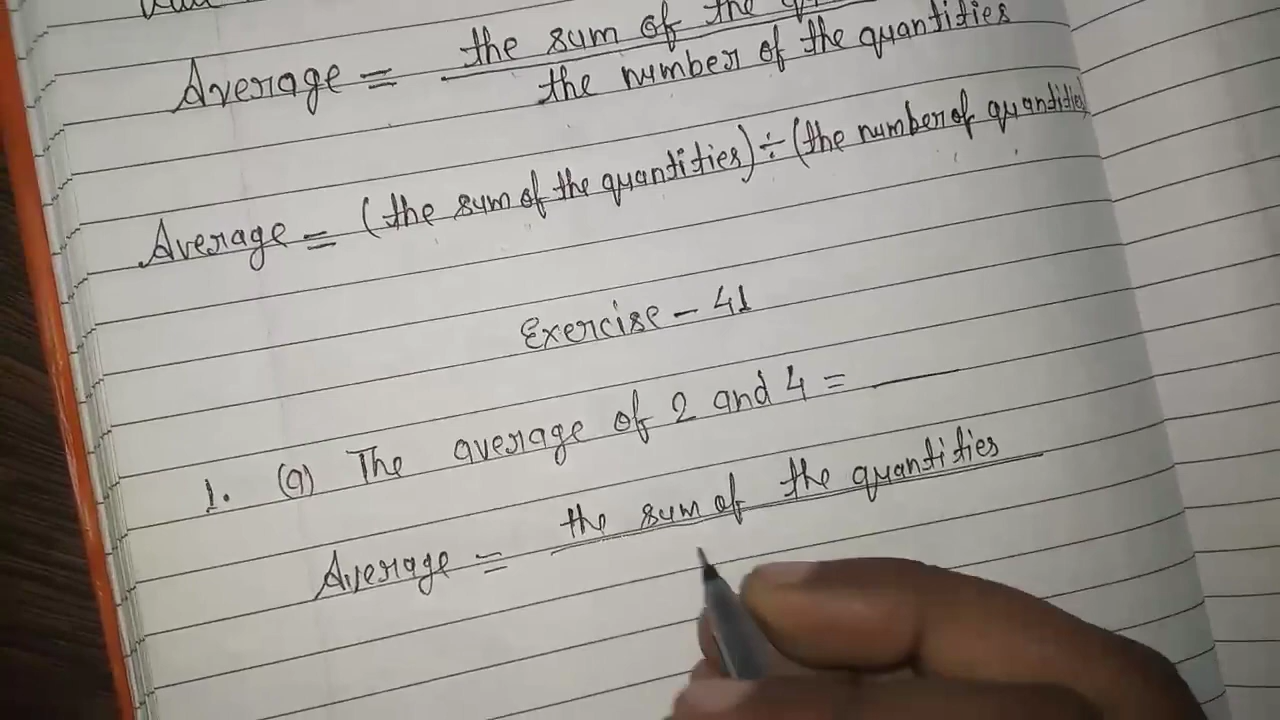 the sum of the
Average = the number of the quantities
Average = (the sum of the quantities) ÷ (the number of quantities
Exercise - 41
1. (a) The average of 2 and 4 =
Average = the sum of the quantities